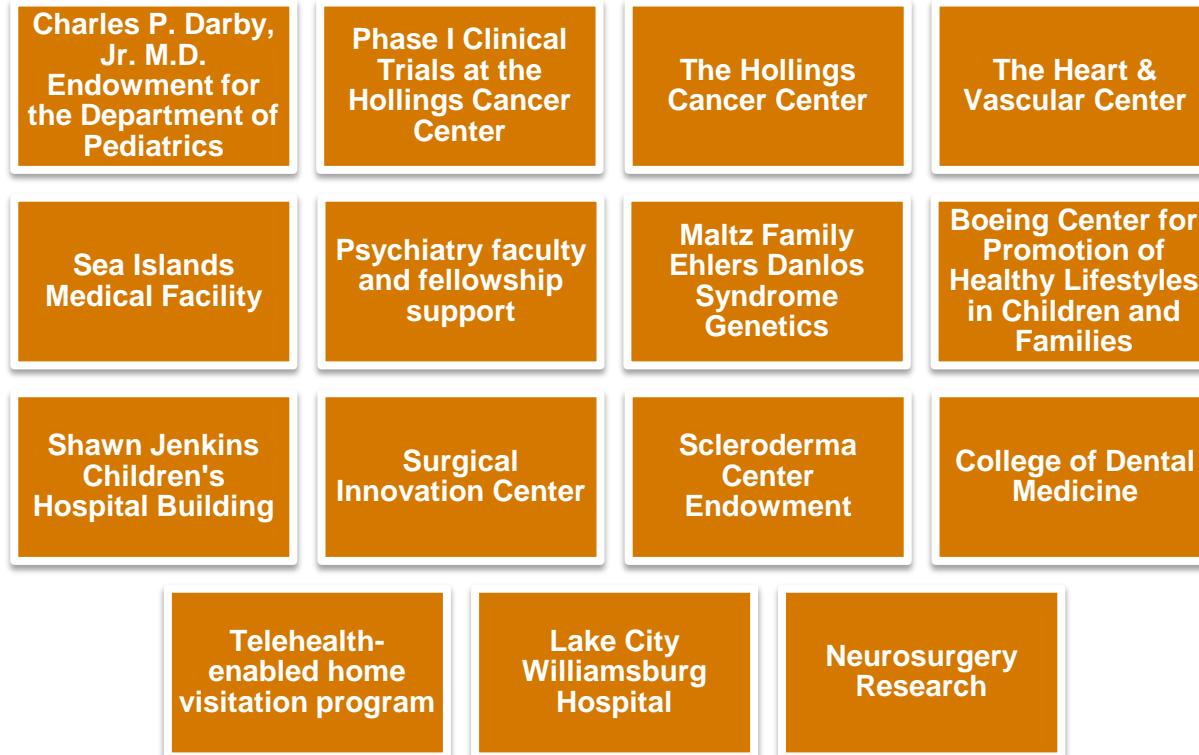 Charles P. Darby,
Jr. M.D.
Endowment for
the Department of
Pediatrics
Phase I Clinical
Trials at the
Hollings Cancer
Center
The Hollings
Cancer Center
The Heart &
Vascular Center
Sea Islands
Medical Facility
Psychiatry faculty
and fellowship
support
Maltz Family
Ehlers Danlos
Syndrome
Genetics
Boeing Center for
Promotion of
Healthy Lifestyles
in Children and
Families
Shawn Jenkins
Children's
Hospital Building
Surgical
Innovation Center
Scleroderma
Center
Endowment
College of Dental
Medicine
Telehealth-
enabled home
visitation program
Lake City
Williamsburg
Hospital
Neurosurgery
Research